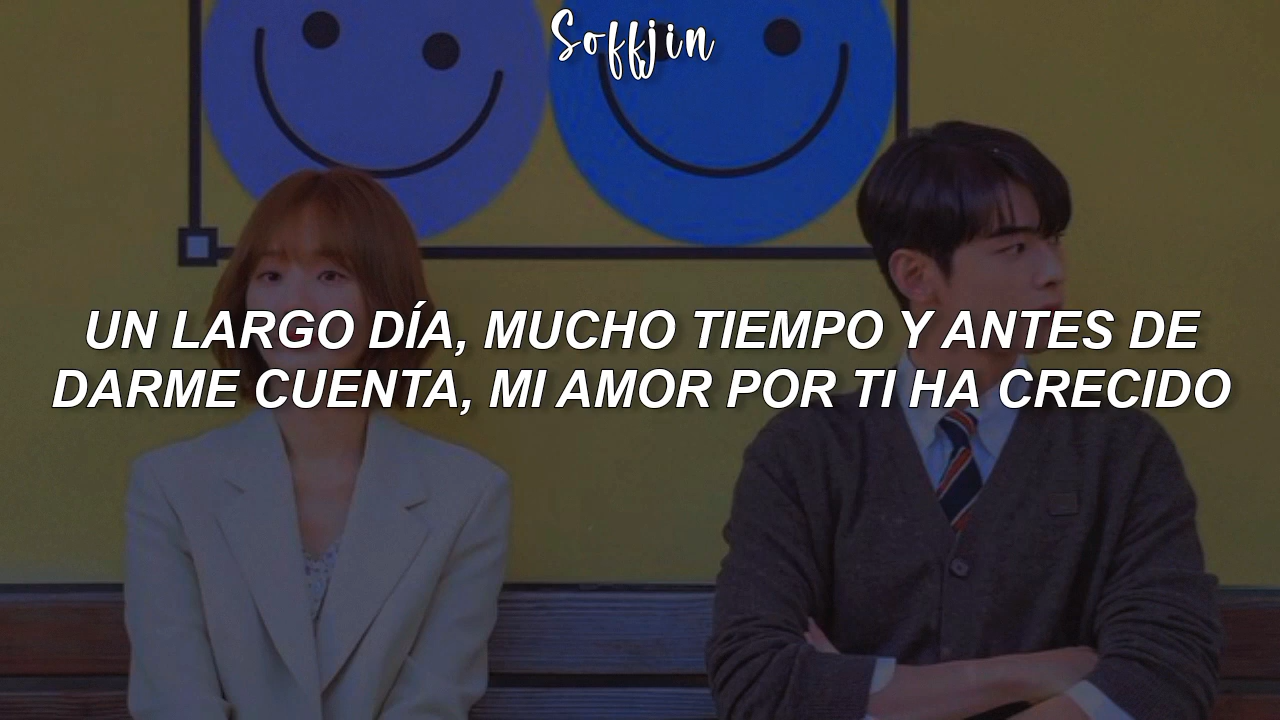 Soffjin
UN LARGO DÍA, MUCHO TIEMPO Y ANTES DE
DARME CUENTA, MI AMOR POR TI HA CRECIDO